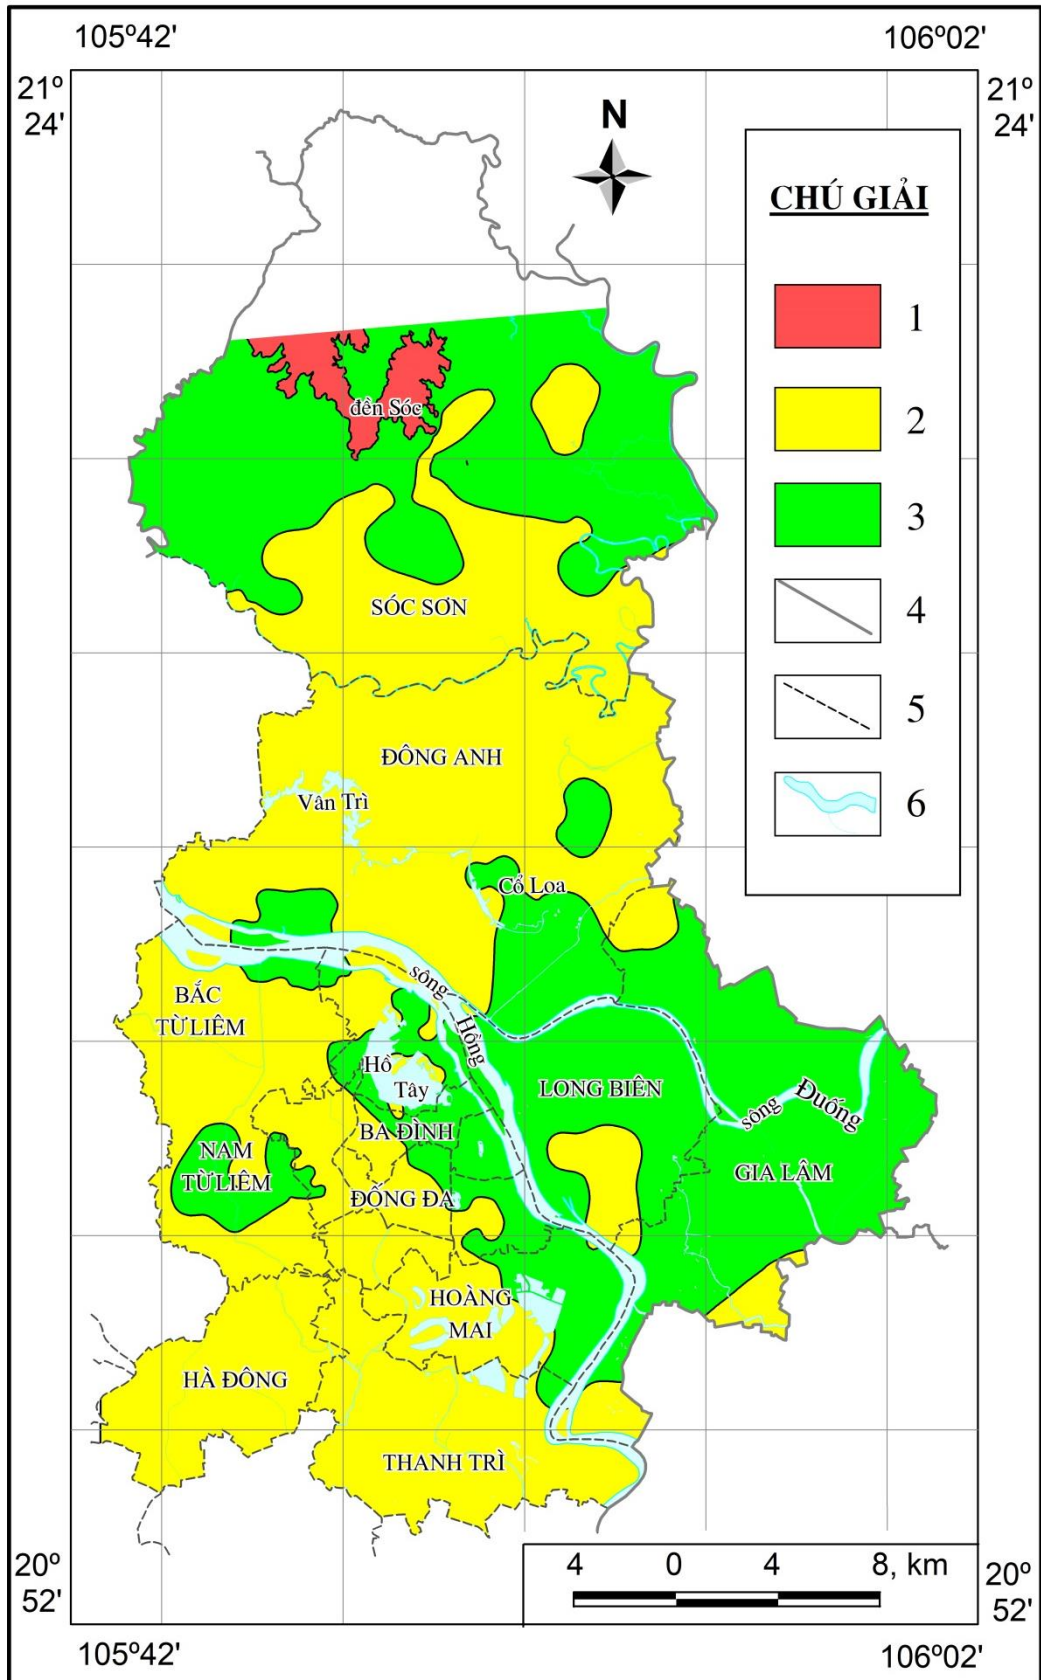 105º42'
106º02'
21º
24'
21º
24'
N
CHÚ GIẢI
1
2
3
4
5
6
đền Sóc
SÓC SƠN
ĐÔNG ANH
Vân Trì
Cổ Loa
BẮC
TỪ LIÊM
sông
Hồng
Hồ
Tây
LONG BIÊN
sông
Đuống
BA ĐÌNH
NAM
TỪ LIÊM
ĐỐNG ĐA
GIA LÂM
HOÀNG
MAI
HÀ ĐÔNG
THANH TRÌ
4 0 4 8, km
20º
52'
20º
52'
105º42'
106º02'